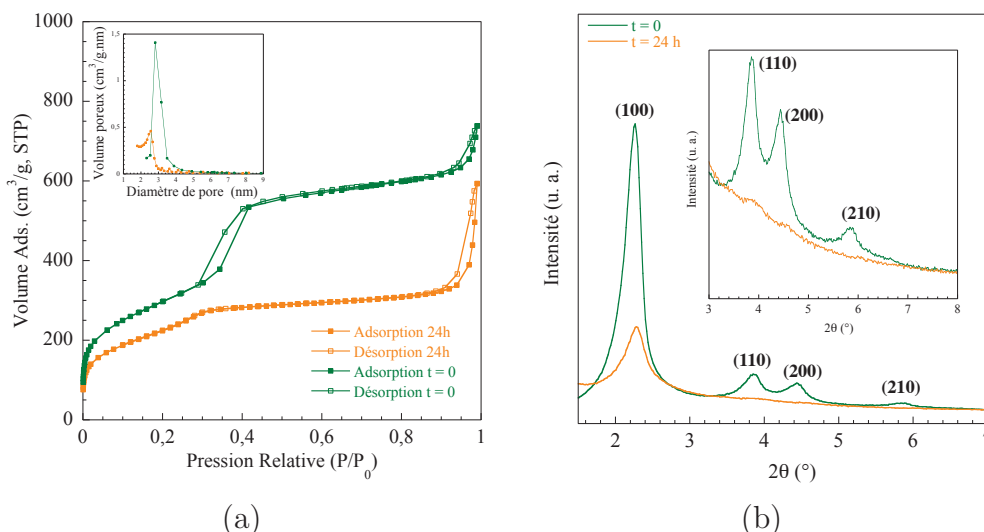 1000
800
600
400
200
0
Volume Ads. (cm³/g, STP)
0
0,2
0,4
0,6
0,8
1
Pression Relative (P/P₀)
Adsorption 24h
Désorption 24h
Adsorption t = 0
Désorption t = 0
1,5
1
0,5
0
Volume poreux (cm³/g.nm)
1 2 3 4 5 6 7 8 9
Diamètre de pore (nm)
(a)
t = 0
t = 24 h
Intensité (u. a.)
(100)
(110)
(200)
(210)
2 3 4 5 6 7
2θ (°)
(110)
(200)
(210)
Intensité (u. a.)
3 4 5 6 7 8
2θ (°)
(b)